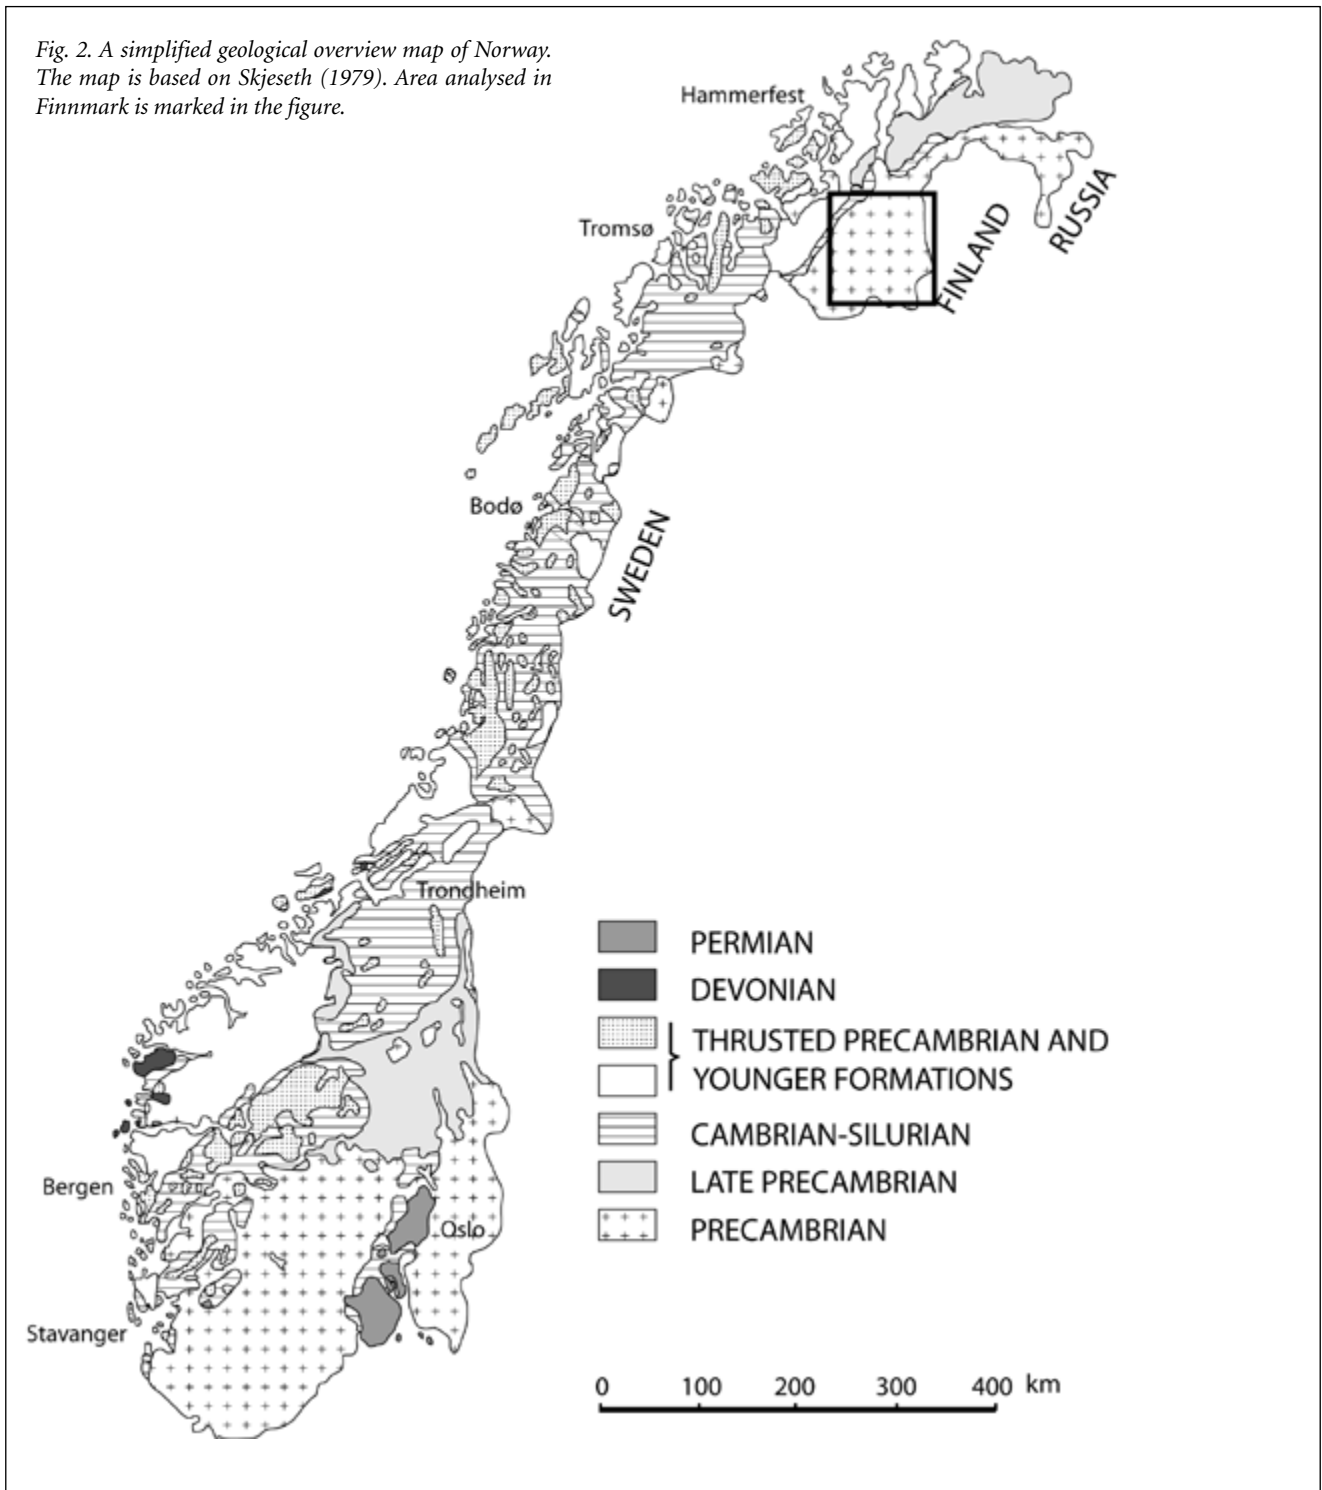 Fig. 2. A simplified geological overview map of Norway.
The map is based on Skjeseth (1979). Area analysed in
Finnmark is marked in the figure.
Hammerfest
Tromsø
RUSSIA
FINLAND
Bodø
SWEDEN
Trondheim
PERMIAN
DEVONIAN
THRUSTED PRECAMBRIAN AND
YOUNGER FORMATIONS
CAMBRIAN-SILURIAN
LATE PRECAMBRIAN
PRECAMBRIAN
Bergen
Oslo
Stavanger
0 100 200 300 400 km